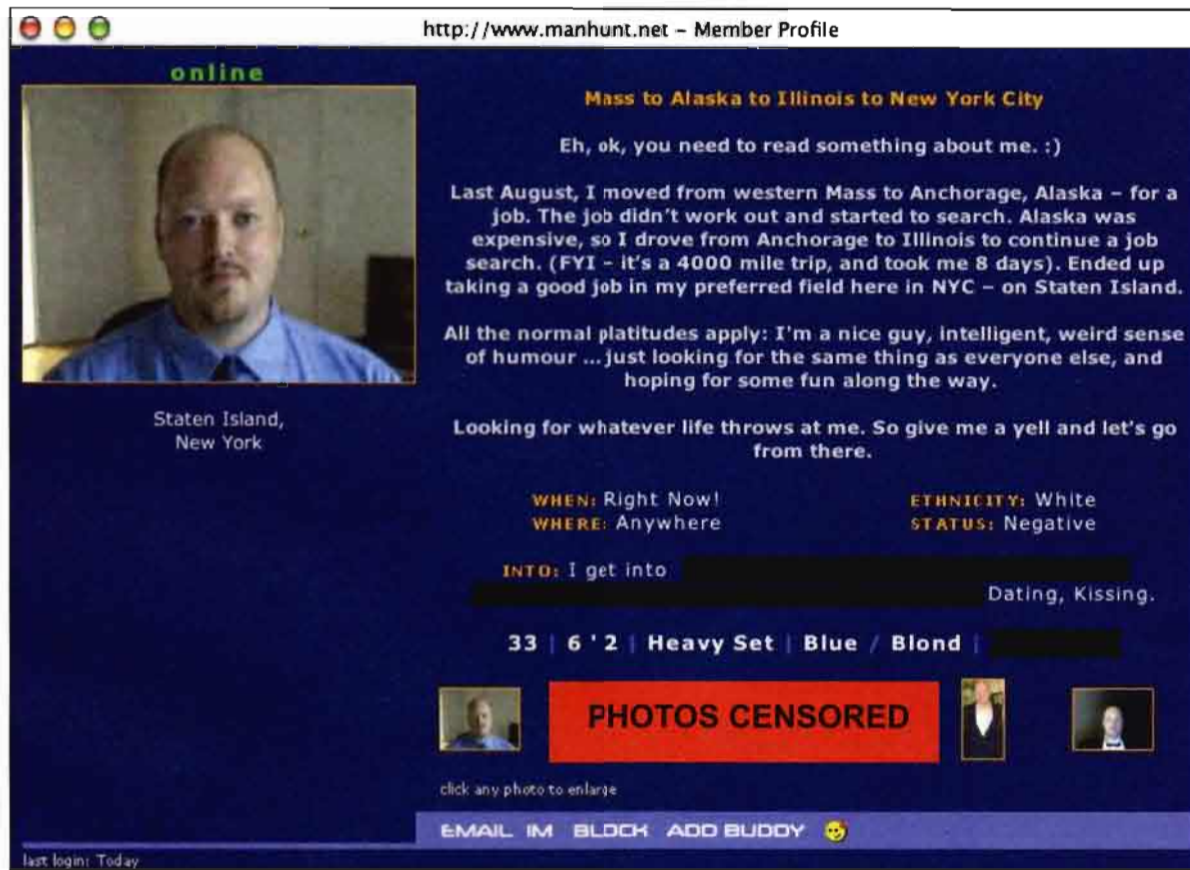 http://www.manhunt.net – Member Profile
online
Staten Island,
New York
Mass to Alaska to Illinois to New York City
Eh, ok, you need to read something about me. :)
Last August, I moved from western Mass to Anchorage, Alaska – for a
job. The job didn't work out and started to search. Alaska was
expensive, so I drove from Anchorage to Illinois to continue a job
search. (FYI – it's a 4000 mile trip, and took me 8 days). Ended up
taking a good job in my preferred field here in NYC – on Staten Island.
All the normal platitudes apply: I'm a nice guy, intelligent, weird sense
of humour ... just looking for the same thing as everyone else, and
hoping for some fun along the way.
Looking for whatever life throws at me. So give me a yell and let's go
from there.
WHEN: Right Now! ETHNICITY: White
WHERE: Anywhere STATUS: Negative
INTO: I get into
Dating, Kissing.
33 | 6 ' 2 | Heavy Set | Blue / Blond |
PHOTOS CENSORED
click any photo to enlarge
EMAIL IM BLOCK ADD BUDDY
last login: Today